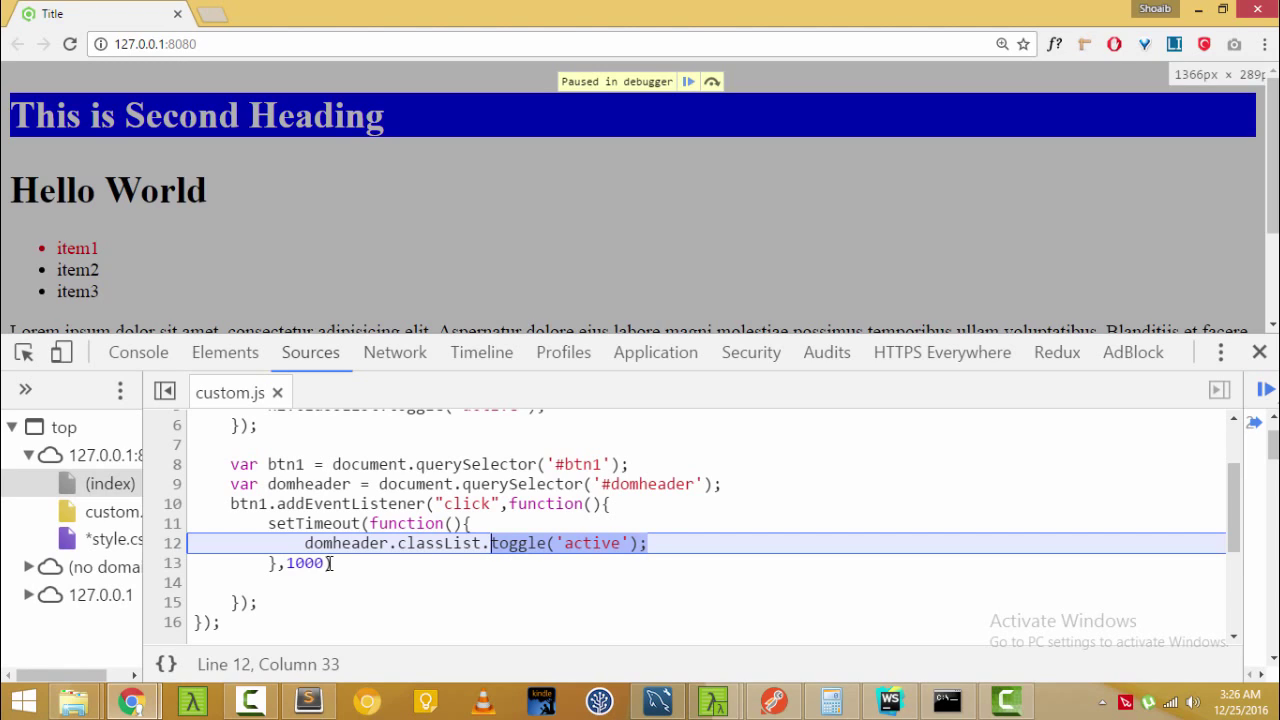 Title
Shoaib
127.0.0.1:8080
f?
LI
Paused in debugger
1366px × 289p
This is Second Heading
Hello World
item1
item2
item3
Lorem ipsum dolor sit amet, consectetur adipisicing elit. Aspernatur dolore eius labore magni molestiae possimus temporibus ullam voluptatibus. Blanditiis et facere
Console
Elements
Sources
Network
Timeline
Profiles
Application
Security
Audits
HTTPS Everywhere
Redux
AdBlock
custom.js
top
127.0.0.1:8
(index)
custom.
*style.cs
(no domai
127.0.0.1
6 });
7
8 var btn1 = document.querySelector('#btn1');
9 var domheader = document.querySelector('#domheader');
10 btn1.addEventListener("click",function(){
11 setTimeout(function(){
12 domheader.classList.toggle('active');
13 },1000)
14
15 });
16 });
{} Line 12, Column 33
Activate Windows
Go to PC settings to activate Windows.
kindle
WS
3:26 AM
12/25/2016